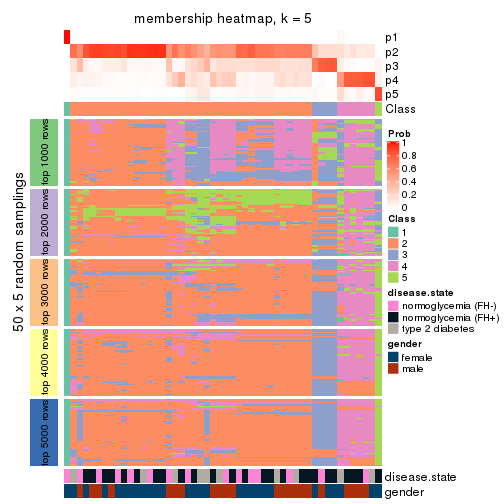 membership heatmap, k = 5
p1
p2
p3
p4
p5
Class
50 x 5 random samplings
top 1000 rows
top 2000 rows
top 3000 rows
top 4000 rows
top 5000 rows
Prob
1
0.8
0.6
0.4
0.2
0
Class
1
2
3
4
5
disease.state
normoglycemia (FH-)
normoglycemia (FH+)
type 2 diabetes
gender
female
male
disease.state
gender